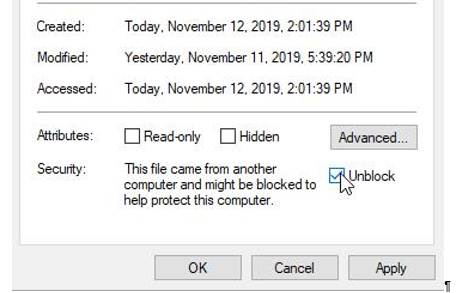 Created: Today, November 12, 2019, 2:01:39 PM
Modified: Yesterday, November 11, 2019, 5:39:20 PM
Accessed: Today, November 12, 2019, 2:01:39 PM
Attributes: Read-only Hidden Advanced...
Security: This file came from another
computer and might be blocked to
help protect this computer.
Unblock
OK Cancel Apply
¶